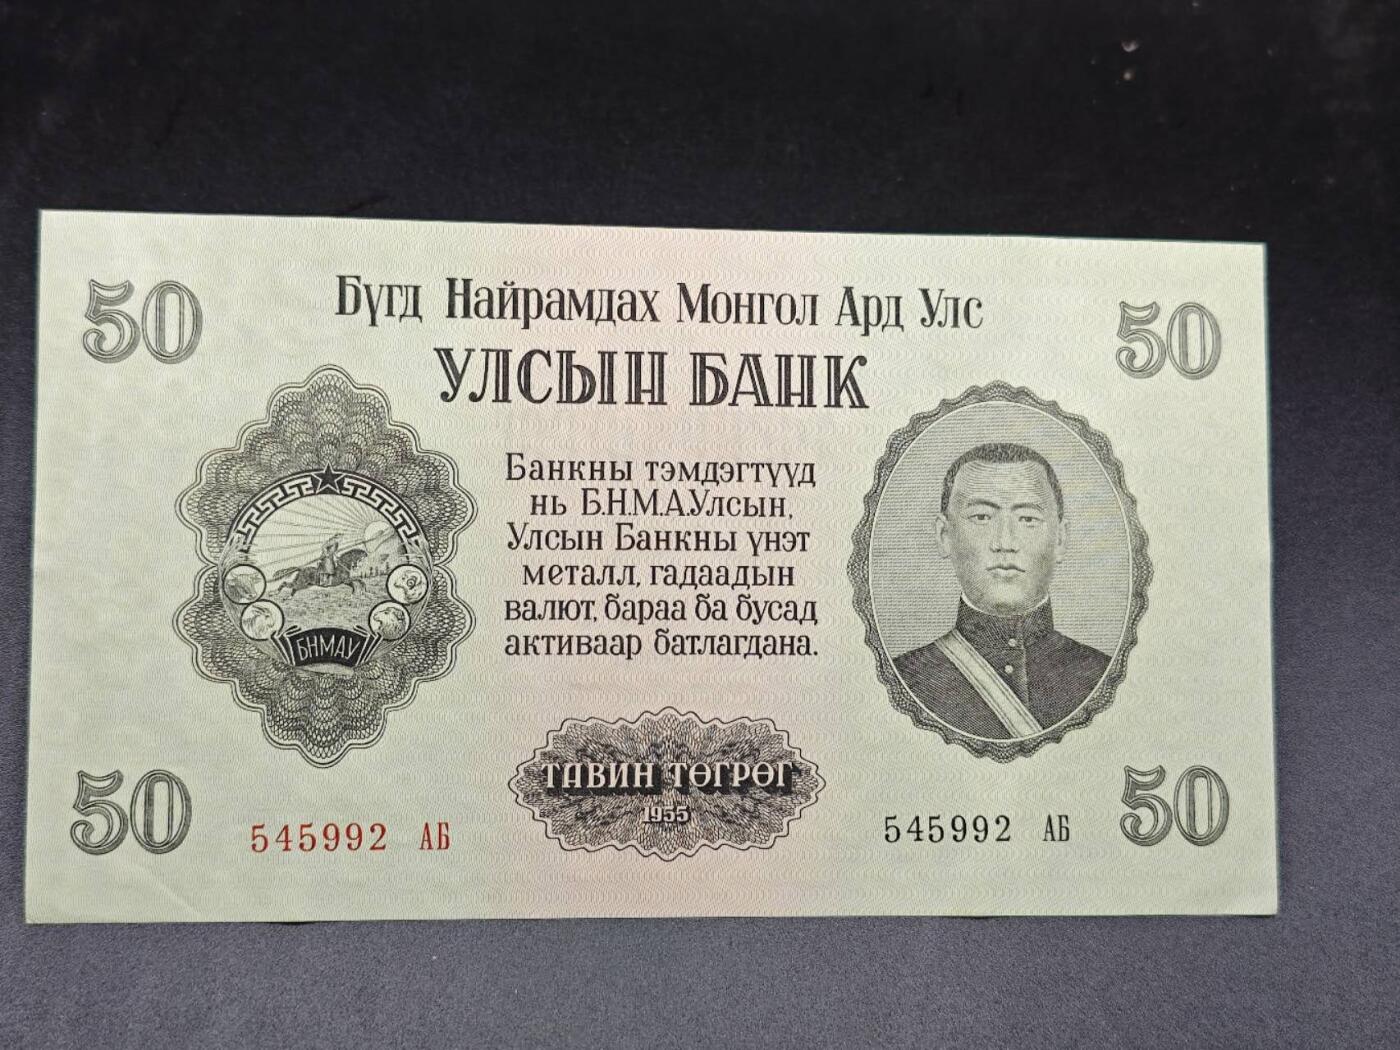 50
Бүгд Найрамдах Монгол Ард Улс
50
УЛСЫН БАНК
Банкны тэмдэгтүүд
нь Б.Н.М.А.Улсын,
Улсын Банкны үнэт
металл, гадаадын
валют, бараа ба бусад
активаар батлагдана.
БНМАУ
ТАВИН ТӨГРӨГ
1955
50
545992 АБ
545992 АБ
50